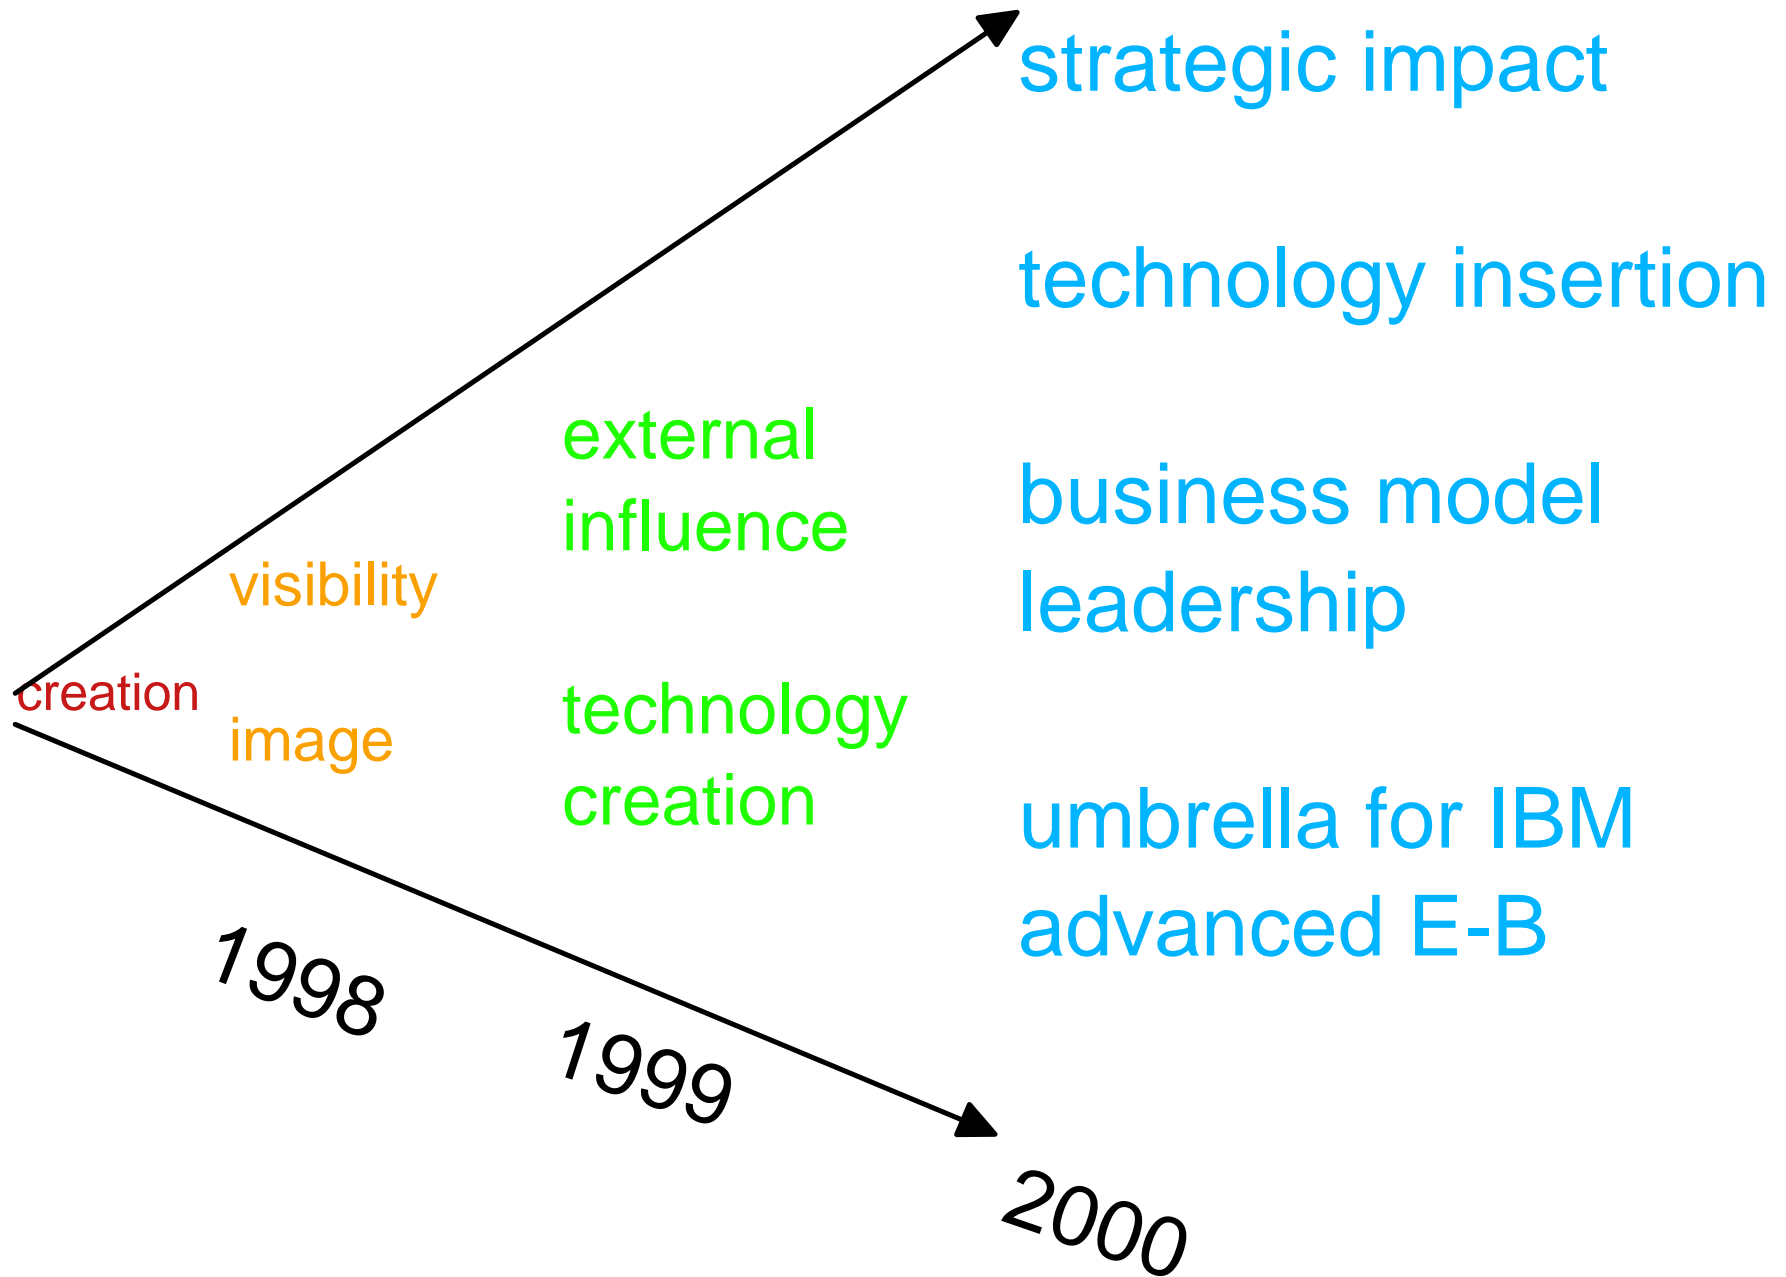 creation
visibility
image
external
influence
technology
creation
strategic impact
technology insertion
business model
leadership
umbrella for IBM
advanced E-B
1998
1999
2000